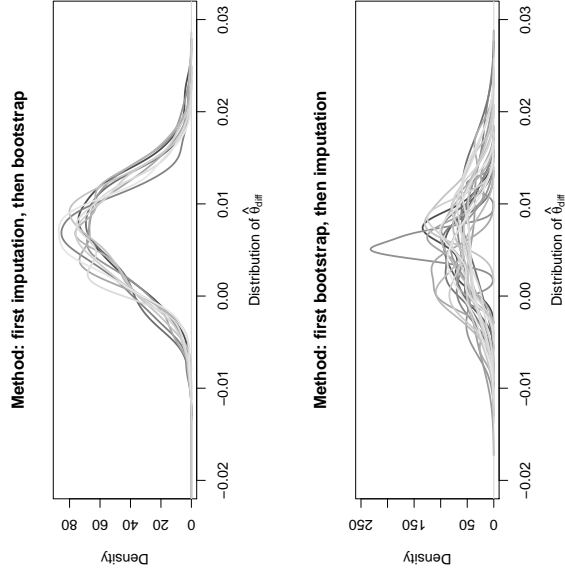 Method: first imputation, then bootstrap
Density
0 20 40 60 80
−0.02 −0.01 0.00 0.01 0.02 0.03
Distribution of θ̂diff
Method: first bootstrap, then imputation
Density
0 50 150 250
−0.02 −0.01 0.00 0.01 0.02 0.03
Distribution of θ̂diff